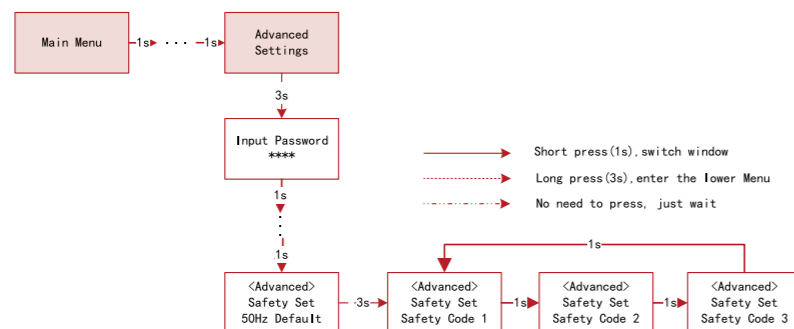 Main Menu
1s
· · ·
1s
Advanced
Settings
3s
Input Password
****
Short press(1s),switch window
Long press(3s),enter the lower Menu
No need to press, just wait
1s
1s
1s
<Advanced>
Safety Set
50Hz Default
3s
<Advanced>
Safety Set
Safety Code 1
1s
<Advanced>
Safety Set
Safety Code 2
1s
<Advanced>
Safety Set
Safety Code 3